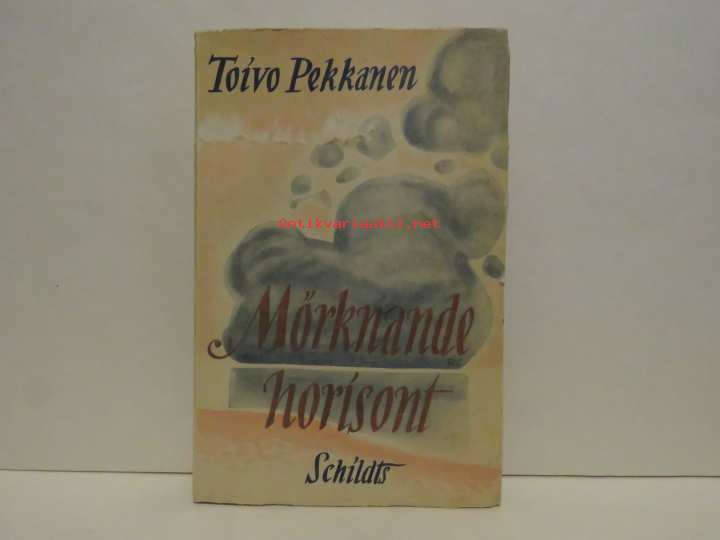 Toivo Pekkanen
Antikvariaatti.net
Mörknande
horisont
Schildts